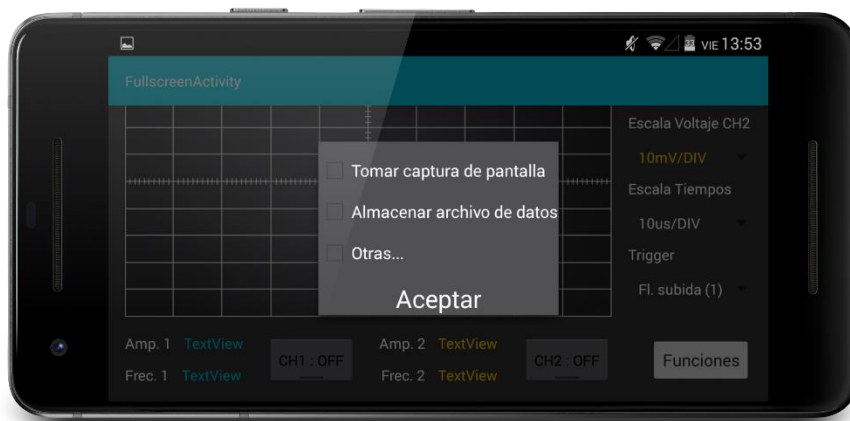 33 VIE 13:53
FullscreenActivity
Escala Voltaje CH2
10mV/DIV
Escala Tiempos
10us/DIV
Trigger
Fl. subida (1)
Tomar captura de pantalla
Almacenar archivo de datos
Otras...
Aceptar
Amp. 1 TextView
Frec. 1 TextView
CH1 : OFF
Amp. 2 TextView
Frec. 2 TextView
CH2 : OFF
Funciones